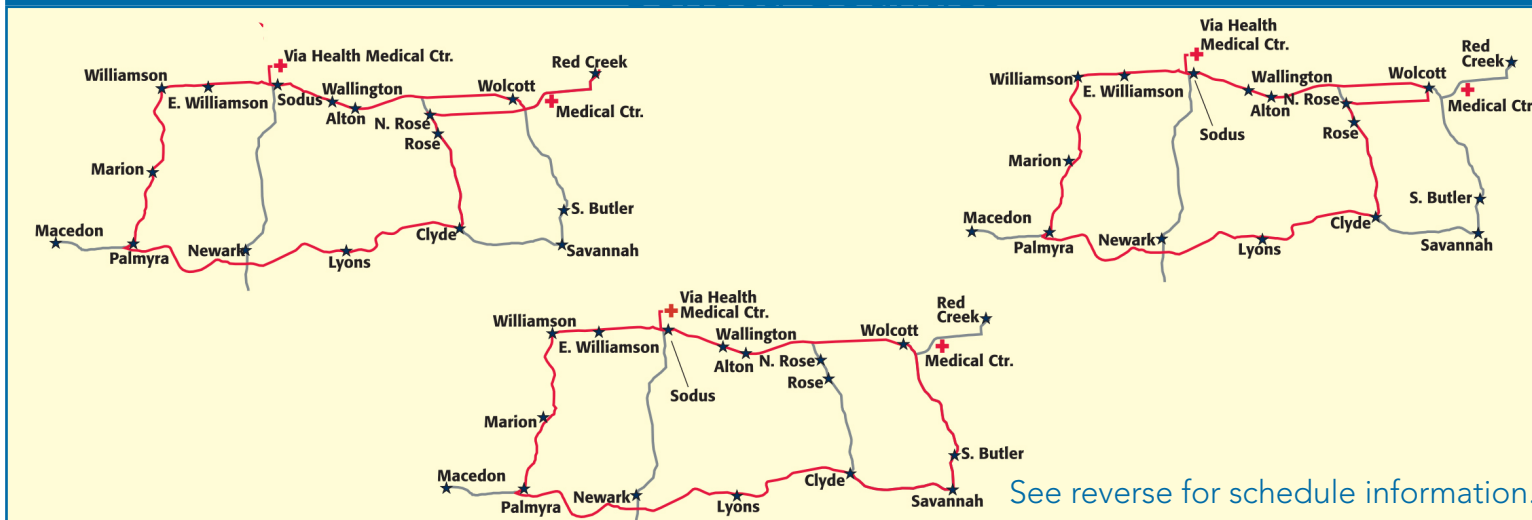 Via Health Medical Ctr.
Red Creek
Williamson
E. Williamson
Sodus
Wallington
Alton
Wolcott
Medical Ctr.
N. Rose
Rose
Marion
S. Butler
Macedon
Palmyra
Newark
Lyons
Clyde
Savannah
Via Health
Medical Ctr.
Red
Creek
Williamson
E. Williamson
Wallington
Wolcott
Alton
N. Rose
Medical Ctr.
Sodus
Rose
Marion
S. Butler
Macedon
Palmyra
Newark
Lyons
Clyde
Savannah
Via Health
Medical Ctr.
Red
Creek
Williamson
E. Williamson
Wallington
Wolcott
Alton
N. Rose
Medical Ctr.
Sodus
Rose
Marion
S. Butler
Macedon
Palmyra
Newark
Lyons
Clyde
Savannah
See reverse for schedule information.